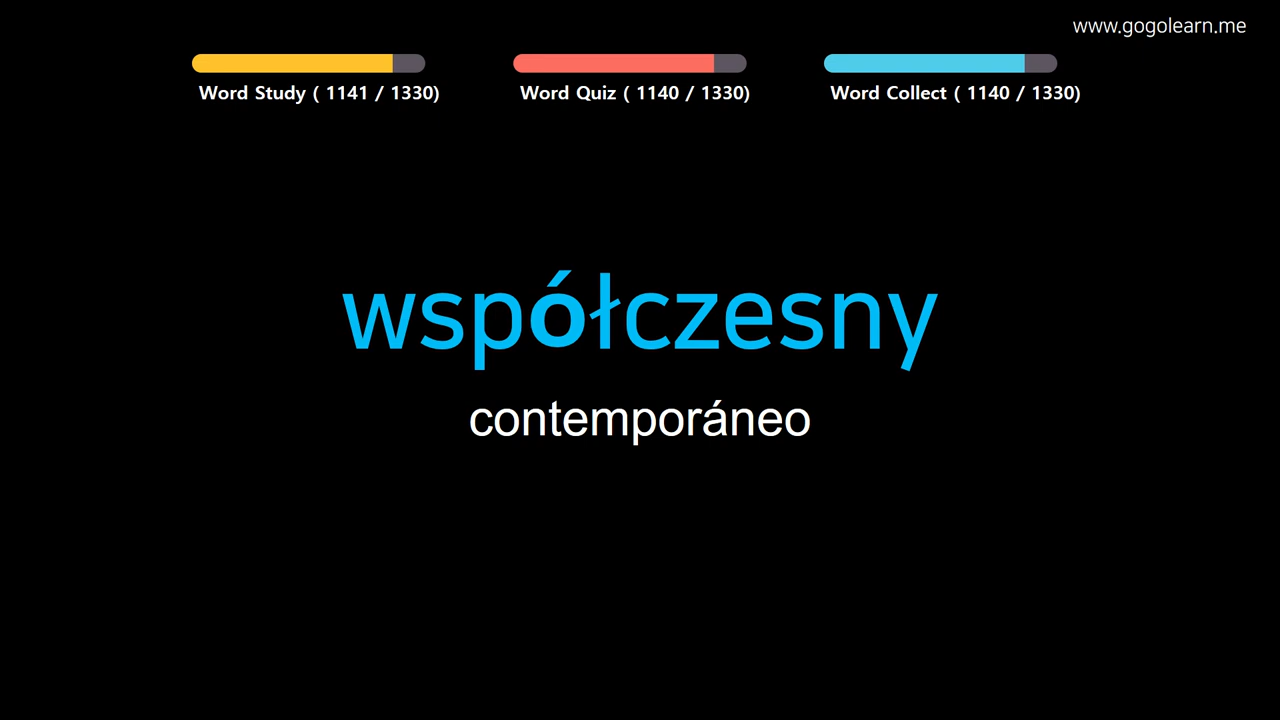 www.gogolearn.me
Word Study ( 1141 / 1330)
Word Quiz ( 1140 / 1330)
Word Collect ( 1140 / 1330)
współczesny
contemporáneo